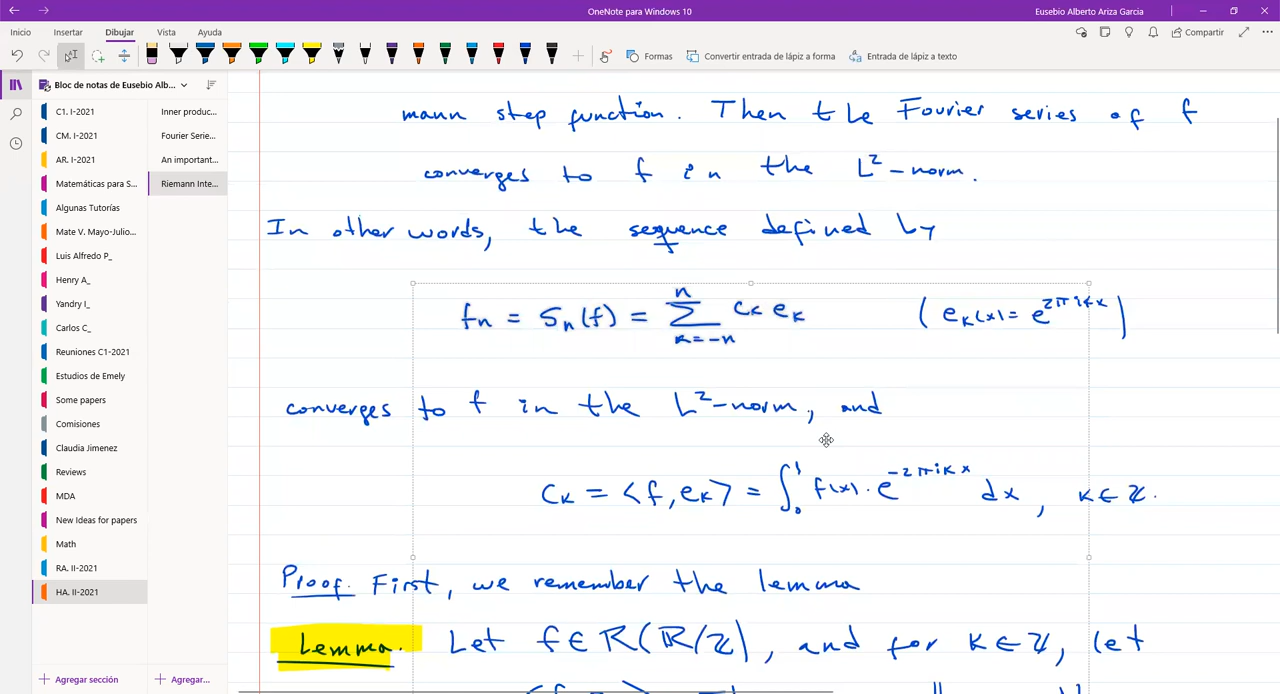 OneNote para Windows 10
Eusebio Alberto Ariza Garcia
Inicio Insertar Dibujar Vista Ayuda
Compartir
Formas
Convertir entrada de lápiz a forma
Entrada de lápiz a texto
Bloc de notas de Eusebio Alb...
C1. I-2021
CM. I-2021
AR. I-2021
Matemáticas para S...
Algunas Tutorías
Mate V. Mayo-Julio...
Luis Alfredo P_
Henry A_
Yandry I_
Carlos C_
Reuniones C1-2021
Estudios de Emely
Some papers
Comisiones
Claudia Jimenez
Reviews
MDA
New Ideas for papers
Math
RA. II-2021
HA. II-2021
Agregar sección
Inner produc...
Fourier Serie...
An important...
Riemann Inte...
Agregar...
mann step function. Then the Fourier series of f
converges to f in the L²-norm.
In other words, the sequence defined by
fn = Sn(f) = ∑_{k=-n}^{n} ck ek (ek(x) = e^{2πikx})
converges to f in the L²-norm, and
ck = ⟨f, ek⟩ = ∫_0^1 f(x) · e^{-2πikx} dx, k ∈ ℤ.
Proof. First, we remember the lemma
Lemma. Let f ∈ R(ℝ/ℤ), and for k ∈ ℤ, let